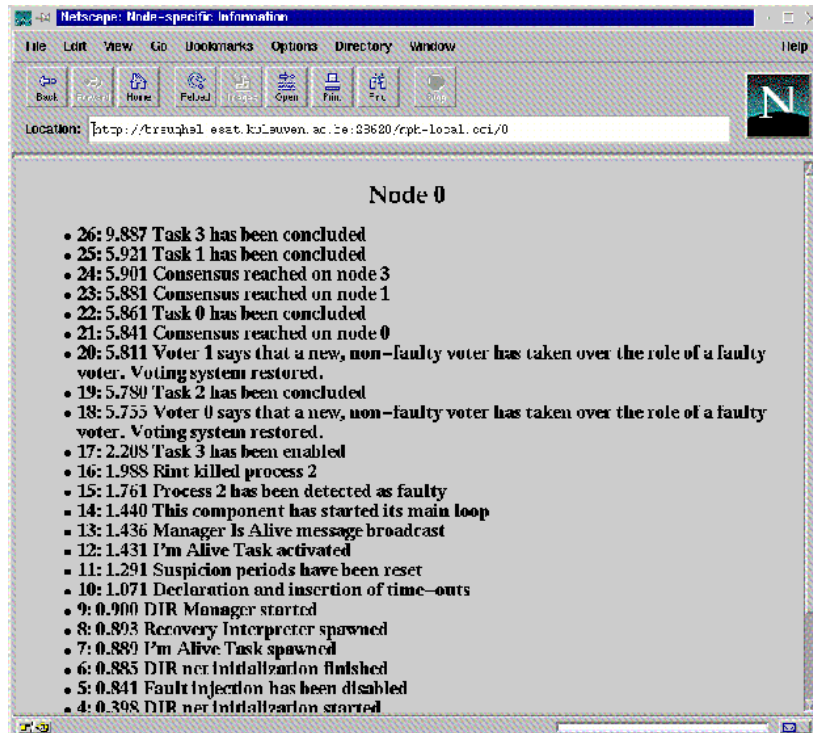 Netscape: Node-specific Information
File Edit View Go Bookmarks Options Directory Window Help
Back Forward Home Reload Images Open Print Find Stop
Location:
N
Node 0
• 26: 9.887 Task 3 has been concluded
• 25: 5.921 Task 1 has been concluded
• 24: 5.901 Consensus reached on node 3
• 23: 5.881 Consensus reached on node 1
• 22: 5.861 Task 0 has been concluded
• 21: 5.841 Consensus reached on node 0
• 20: 5.811 Voter 1 says that a new, non-faulty voter has taken over the role of a faulty
voter. Voting system restored.
• 19: 5.780 Task 2 has been concluded
• 18: 5.755 Voter 0 says that a new, non-faulty voter has taken over the role of a faulty
voter. Voting system restored.
• 17: 2.208 Task 3 has been enabled
• 16: 1.988 Rint killed process 2
• 15: 1.761 Process 2 has been detected as faulty
• 14: 1.440 This component has started its main loop
• 13: 1.436 Manager Is Alive message broadcast
• 12: 1.431 I'm Alive Task activated
• 11: 1.291 Suspicion periods have been reset
• 10: 1.071 Declaration and insertion of time-outs
• 9: 0.900 DIR Manager started
• 8: 0.893 Recovery Interpreter spawned
• 7: 0.889 I'm Alive Task spawned
• 6: 0.885 DIR net initialization finished
• 5: 0.841 Fault injection has been disabled
• 4: 0.398 DIR net initialization started